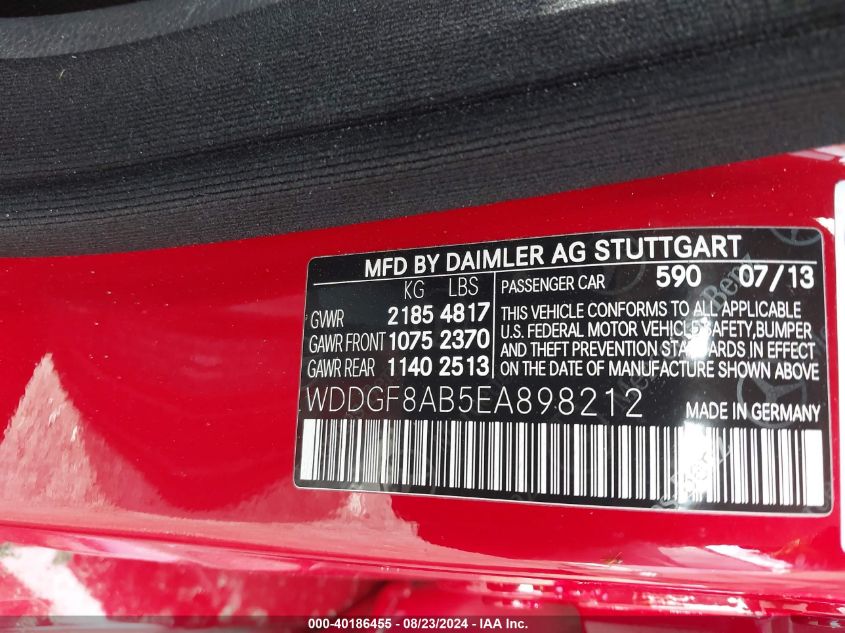 MFD BY DAIMLER AG STUTTGART
KG LBS
GVWR 2185 4817
GAWR FRONT 1075 2370
GAWR REAR 1140 2513
PASSENGER CAR 590 07/13
THIS VEHICLE CONFORMS TO ALL APPLICABLE
U.S. FEDERAL MOTOR VEHICLE SAFETY, BUMPER
AND THEFT PREVENTION STANDARDS IN EFFECT
ON THE DATE OF MANUFACTURE SHOWN ABOVE
WDDGF8AB5EA898212
MADE IN GERMANY
000-40186455 - 08/23/2024 - IAA Inc.